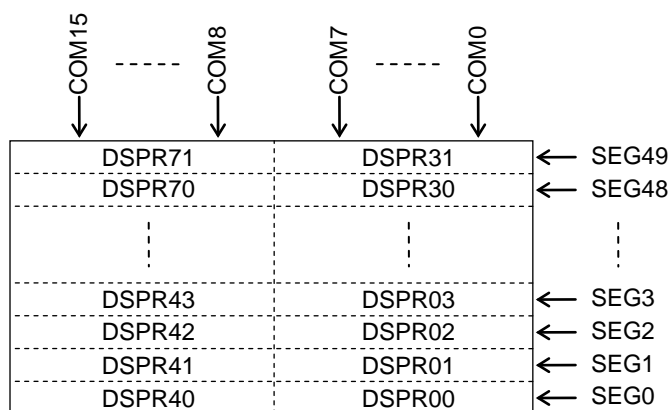 COM15 COM8 COM7 COM0
DSPR71 DSPR31 SEG49
DSPR70 DSPR30 SEG48
DSPR43 DSPR03 SEG3
DSPR42 DSPR02 SEG2
DSPR41 DSPR01 SEG1
DSPR40 DSPR00 SEG0